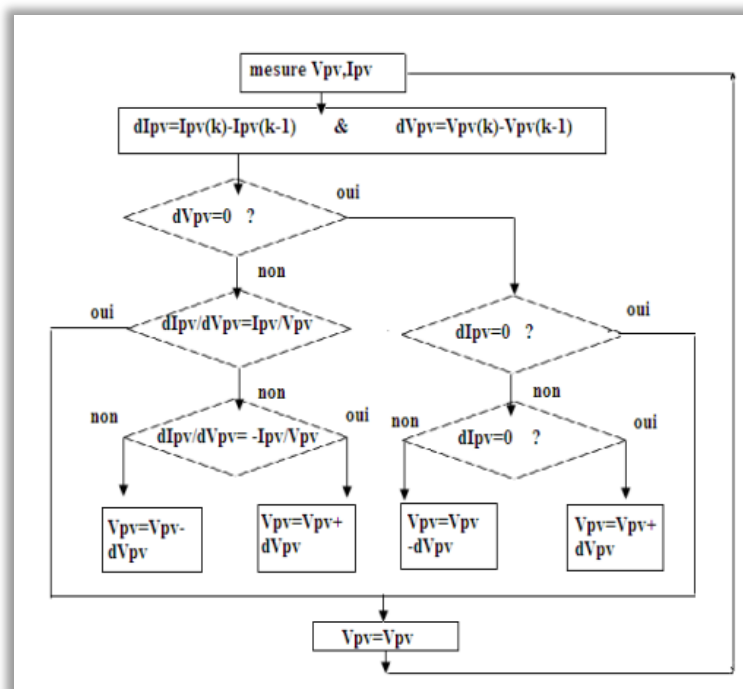 mesure Vpv,Ipv
dIpv=Ipv(k)-Ipv(k-1) & dVpv=Vpv(k)-Vpv(k-1)
oui
dVpv=0 ?
non
oui
dIpv/dVpv=Ipv/Vpv
oui
dIpv=0 ?
non
non
non
dIpv/dVpv= -Ipv/Vpv
oui
non
dIpv=0 ?
oui
Vpv=Vpv-
dVpv
Vpv=Vpv+
dVpv
Vpv=Vpv
-dVpv
Vpv=Vpv+
dVpv
Vpv=Vpv